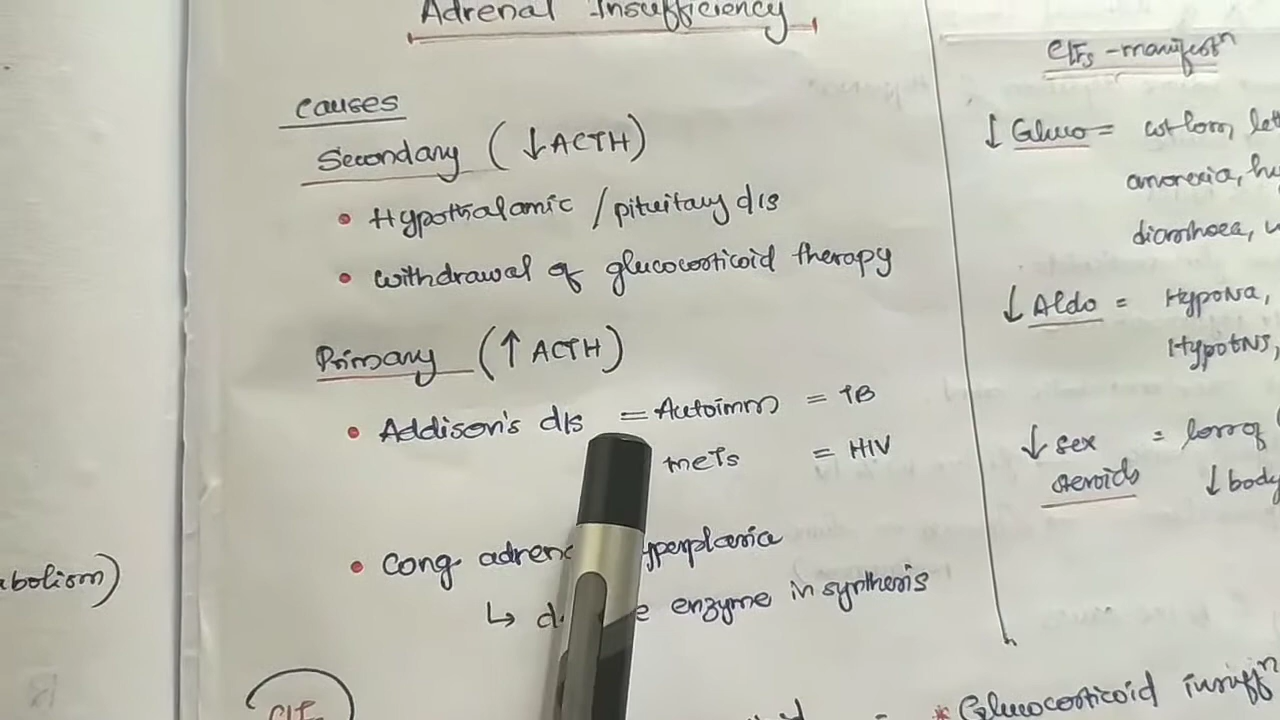 Adrenal Insufficiency
Causes
Secondary (↓ACTH)
• Hypothalamic / pituitary dis
• withdrawal of glucocorticoid therapy
Primary (↑ACTH)
• Addison's dis = Autoimm = TB
mets = HIV
• Cong adren yperplasia
↳ enzyme in synthesis
abolism)
C/F
C/Fs - manifestn
↓ Gluco = wt loss, let
anorexia, hy
diarrhoea,
↓ Aldo = HypoNa,
HypotNs,
↓ sex = loss of
steroids ↓ body
* Glucocorticoid insuffn